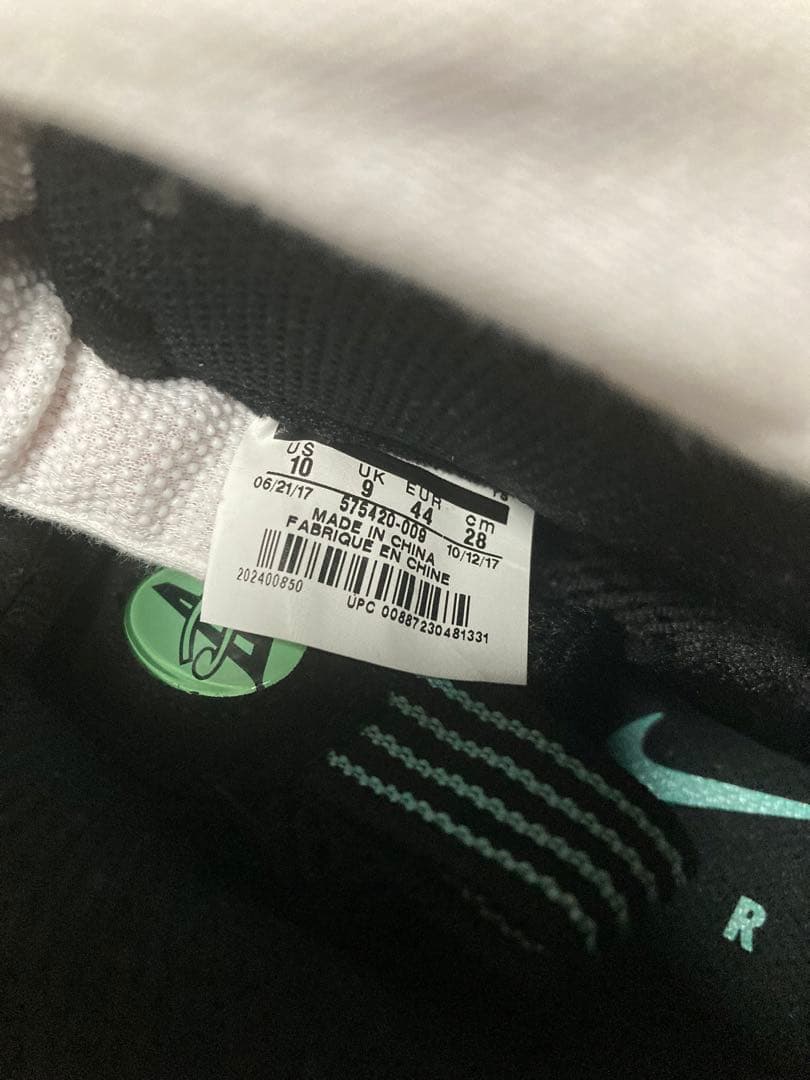 US UK EUR cm
10 9 44 28
06/21/17 575420-009 10/12/17
MADE IN CHINA
FABRIQUE EN CHINE
202400850
UPC 00887230481331
R